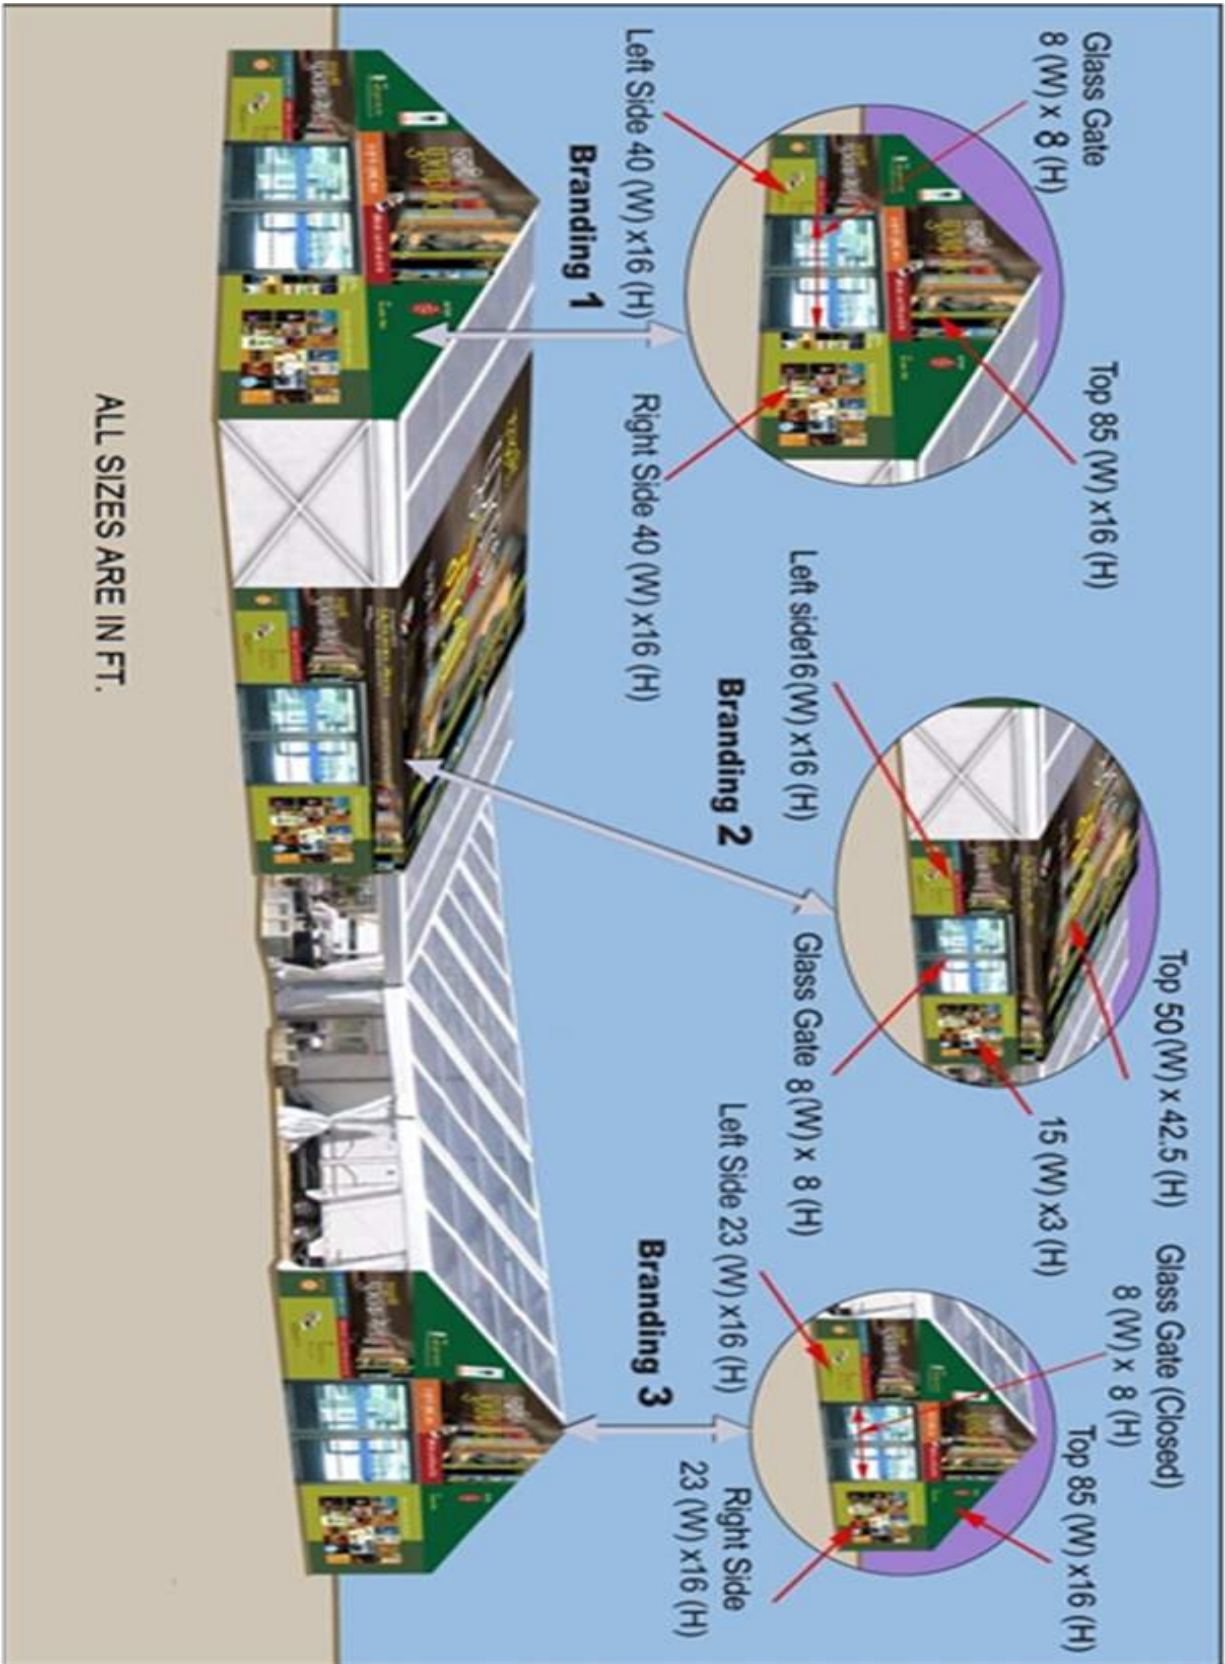 Glass Gate
8 (W) x 8 (H)
Top 85 (W) x16 (H)
Left Side 40 (W) x16 (H)
Right Side 40 (W) x16 (H)
Branding 1
Top 50 (W) x 42..5 (H)
Left side16 (W) x16 (H)
15 (W) x3 (H)
Glass Gate 8 (W) x 8 (H)
Branding 2
Glass Gate (Closed)
8 (W) x 8 (H)
Top 85 (W) x16 (H)
Left Side 23 (W) x16 (H)
Right Side
23 (W) x16 (H)
Branding 3
ALL SIZES ARE IN FT.